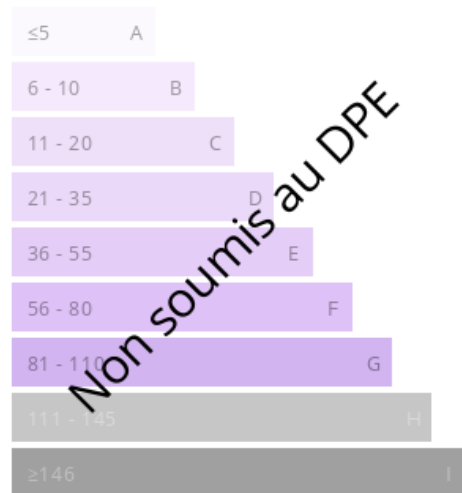 ≤5 A
6 - 10 B
11 - 20 C
21 - 35 D
36 - 55 E
56 - 80 F
81 - 110 G
111 - 145 H
≥146 I
Non soumis au DPE